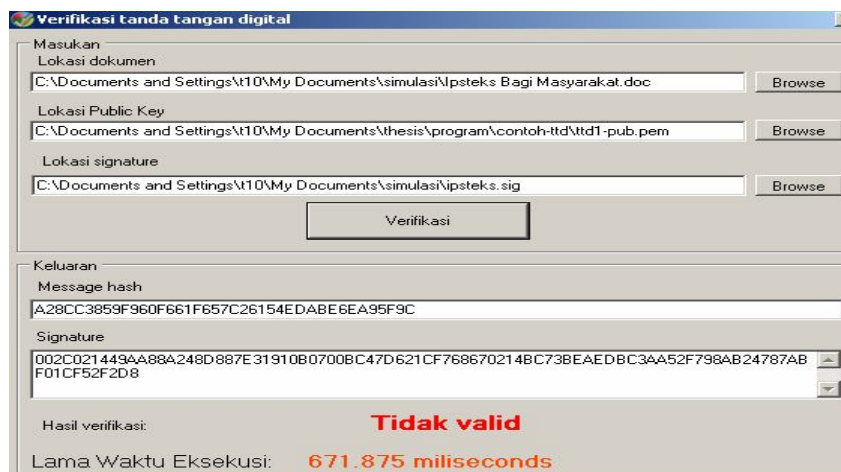 Verifikasi tanda tangan digital
Masukan
Lokasi dokumen
C:\Documents and Settings\t10\My Documents\simulasi\Ipsteks Bagi Masyarakat.doc
Browse
Lokasi Public Key
C:\Documents and Settings\t10\My Documents\thesis\program\contoh-ttd\ttd1-pub.pem
Browse
Lokasi signature
C:\Documents and Settings\t10\My Documents\simulasi\ipsteks.sig
Browse
Verifikasi
Keluaran
Message hash
A28CC3859F960F661F657C26154EDABE6EA95F9C
Signature
002C021449AA88A248D887E31910B0700BC47D621CF768670214BC73BEAEDBC3AA52F798AB24787AB
F01CF52F2D8
Hasil verifikasi: Tidak valid
Lama Waktu Eksekusi: 671.875 miliseconds